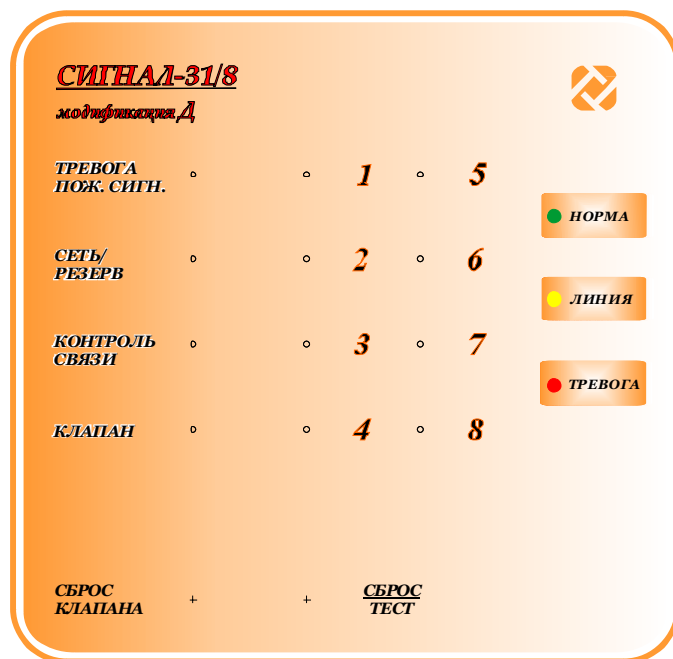 СИГНАЛ-31/8
модификация Д
ТРЕВОГА
ПОЖ. СИГН.
1 5
НОРМА
СЕТЬ/
РЕЗЕРВ
2 6
ЛИНИЯ
КОНТРОЛЬ
СВЯЗИ
3 7
ТРЕВОГА
КЛАПАН
4 8
СБРОС
КЛАПАНА
+ +
СБРОС
ТЕСТ